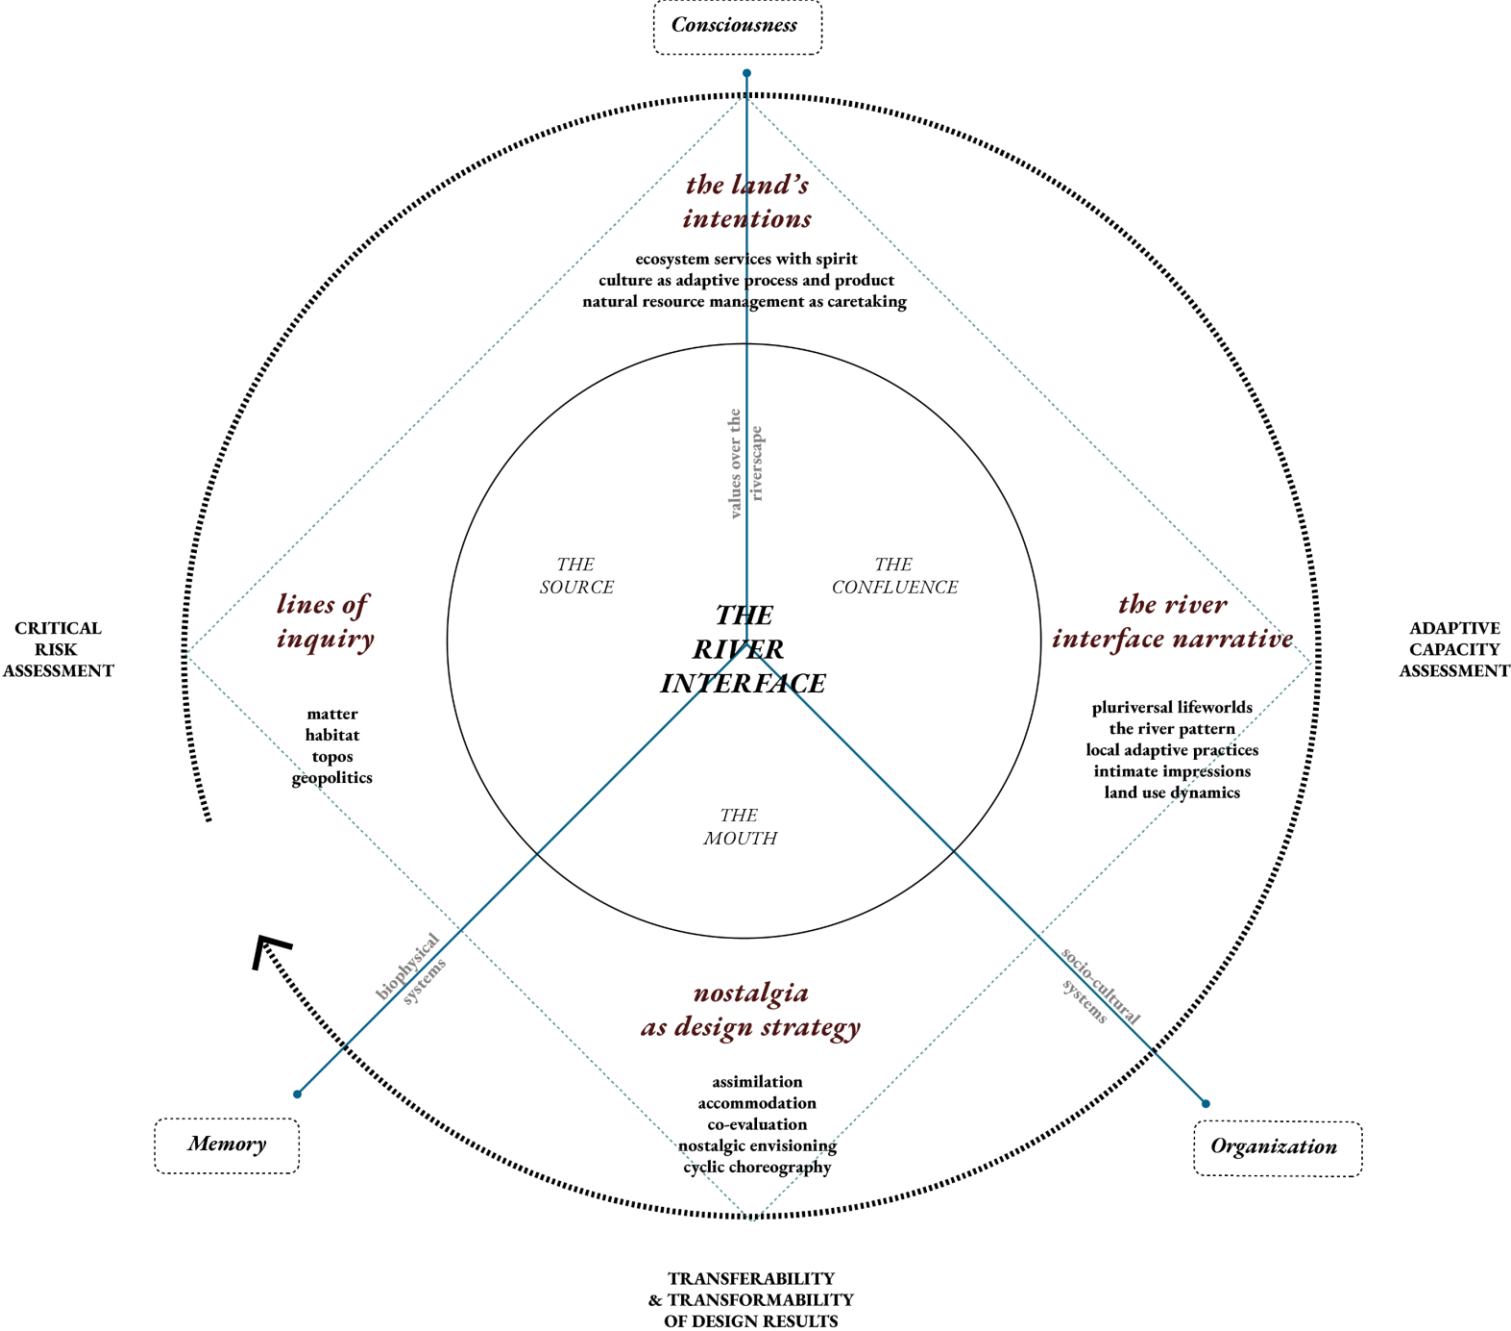 Consciousness
the land’s
intentions
ecosystem services with spirit
culture as adaptive process and product
natural resource management as caretaking
values over the
riverscape
THE
SOURCE
THE
CONFLUENCE
THE
RIVER
INTERFACE
THE
MOUTH
CRITICAL
RISK
ASSESSMENT
lines of
inquiry
matter
habitat
topos
geopolitics
the river
interface narrative
pluriversal lifeworlds
the river pattern
local adaptive practices
intimate impressions
land use dynamics
ADAPTIVE
CAPACITY
ASSESSMENT
biophysical
systems
socio-cultural
systems
nostalgia
as design strategy
assimilation
accommodation
co-evaluation
nostalgic envisioning
cyclic choreography
Memory
Organization
TRANSFERABILITY
& TRANSFORMABILITY
OF DESIGN RESULTS